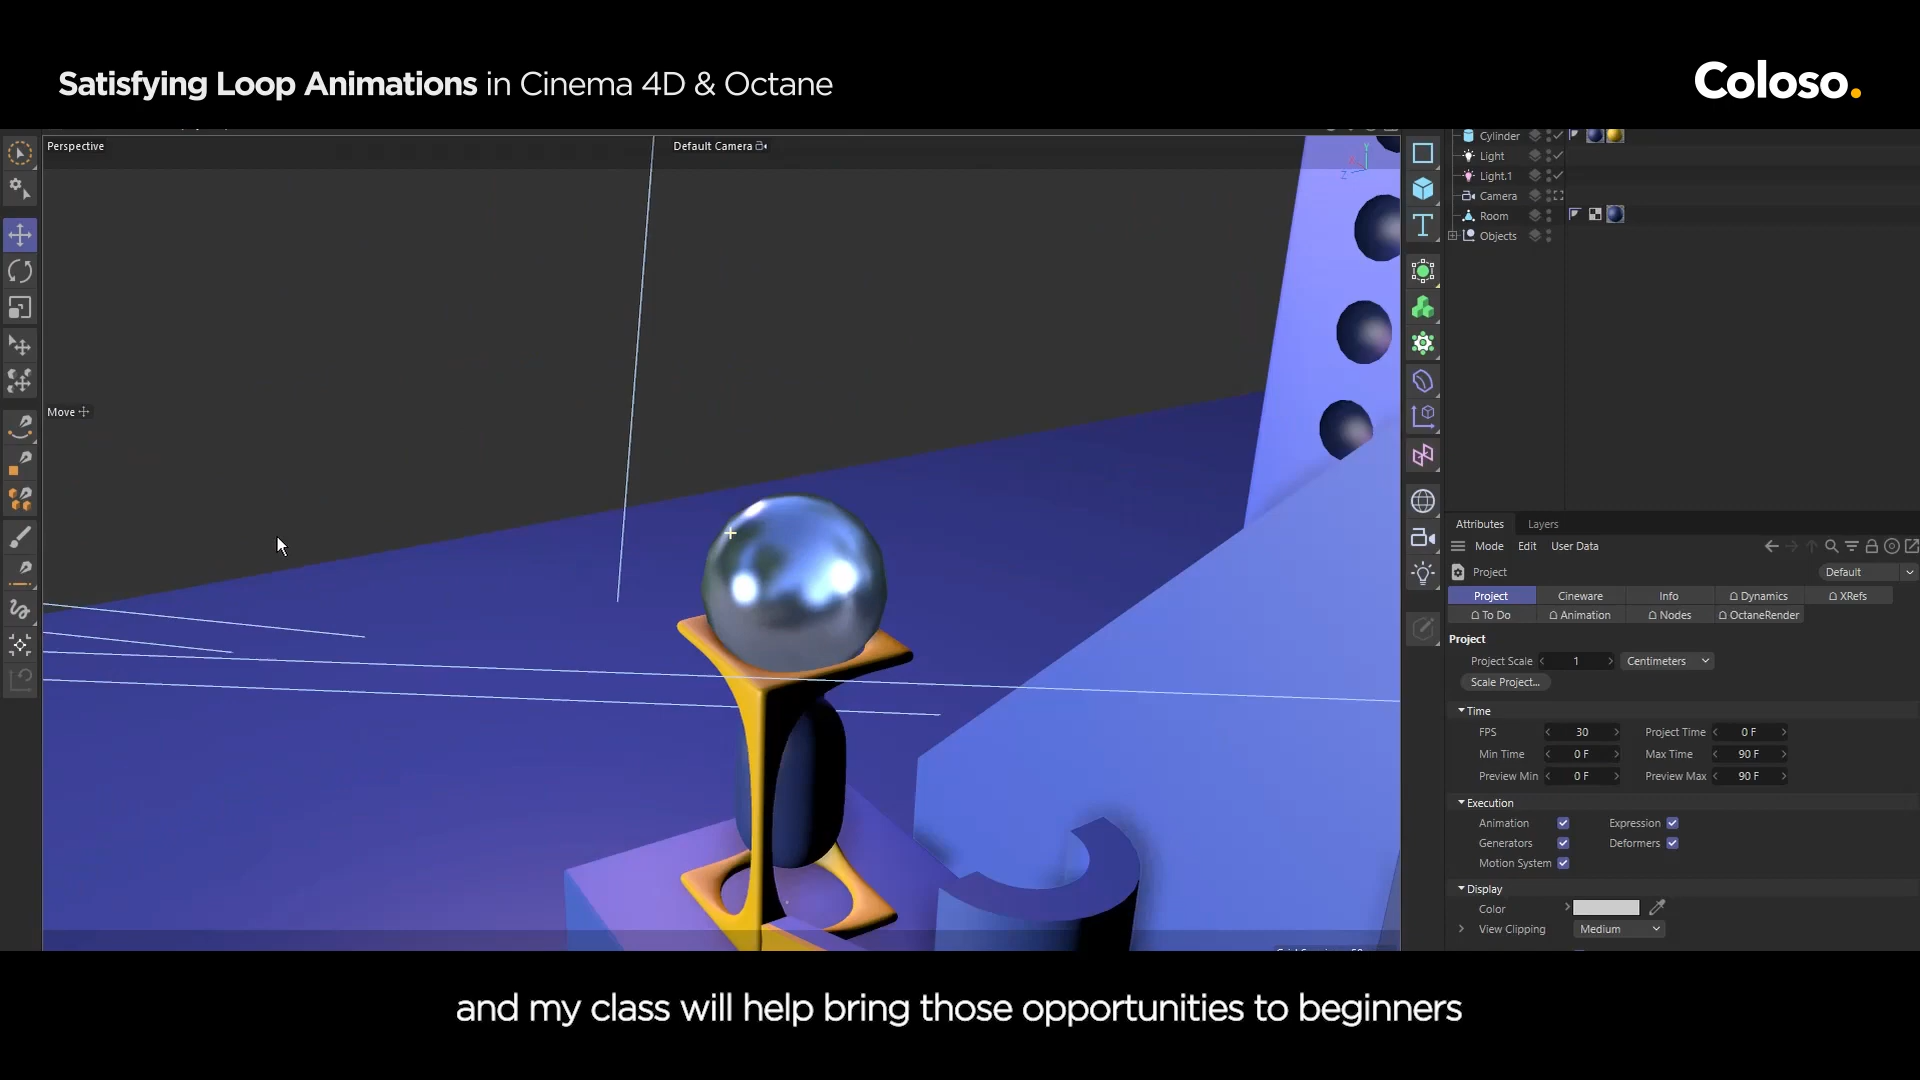 Satisfying Loop Animations in Cinema 4D & Octane
Coloso.
Perspective
Default Camera
Y
X
Z
Move
Cylinder
Light
Light.1
Camera
Room
Objects
Attributes
Layers
Mode
Edit
User Data
Project
Default
Project
Cineware
Info
Dynamics
XRefs
To Do
Animation
Nodes
OctaneRender
Project
Project Scale
1
Centimeters
Scale Project...
Time
FPS
30
Project Time
0 F
Min Time
0 F
Max Time
90 F
Preview Min
0 F
Preview Max
90 F
Execution
Animation
Expression
Generators
Deformers
Motion System
Display
Color
View Clipping
Medium
and my class will help bring those opportunities to beginners